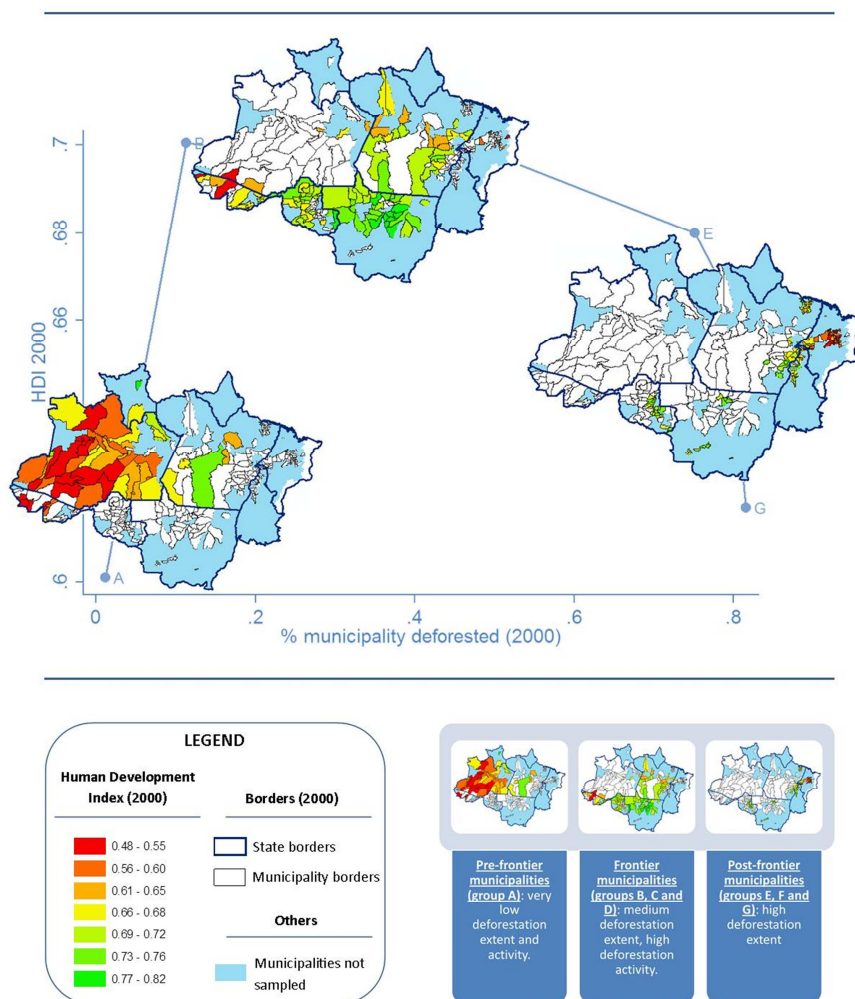 B
.7
.68
E
.66
HDI 2000
G
.6
A
0
.2
.4
.6
.8
% municipality deforested (2000)
LEGEND
Human Development
Index (2000)
Borders (2000)
0.48 - 0.55
0.56 - 0.60
0.61 - 0.65
0.66 - 0.68
0.69 - 0.72
0.73 - 0.76
0.77 - 0.82
State borders
Municipality borders
Others
Municipalities not
sampled
Pre-frontier
municipalities
(group A): very
low
deforestation
extent and
activity.
Frontier
municipalities
(groups B, C and
D): medium
deforestation
extent, high
deforestation
activity.
Post-frontier
municipalities
(groups E, F and
G): high
deforestation
extent